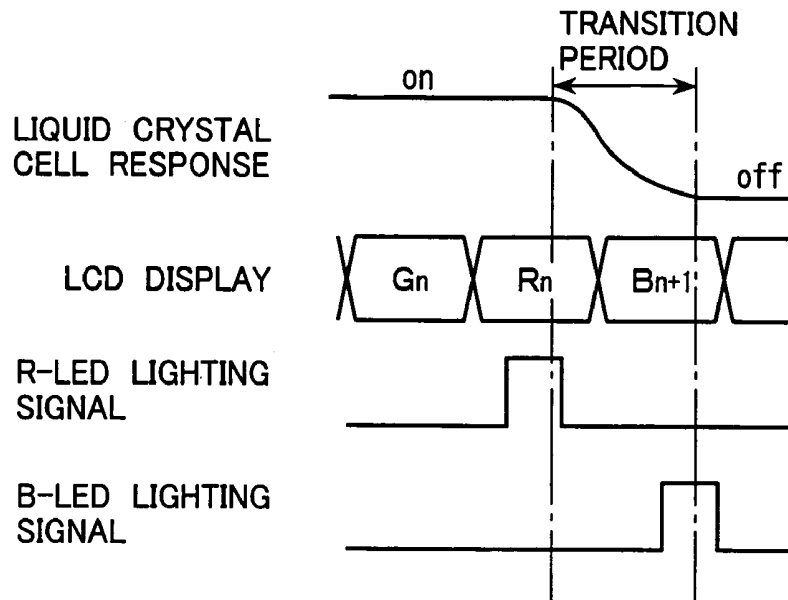 TRANSITION
PERIOD
on
LIQUID CRYSTAL
CELL RESPONSE
off
LCD DISPLAY
Gn
Rn
Bn+1
R-LED LIGHTING
SIGNAL
B-LED LIGHTING
SIGNAL